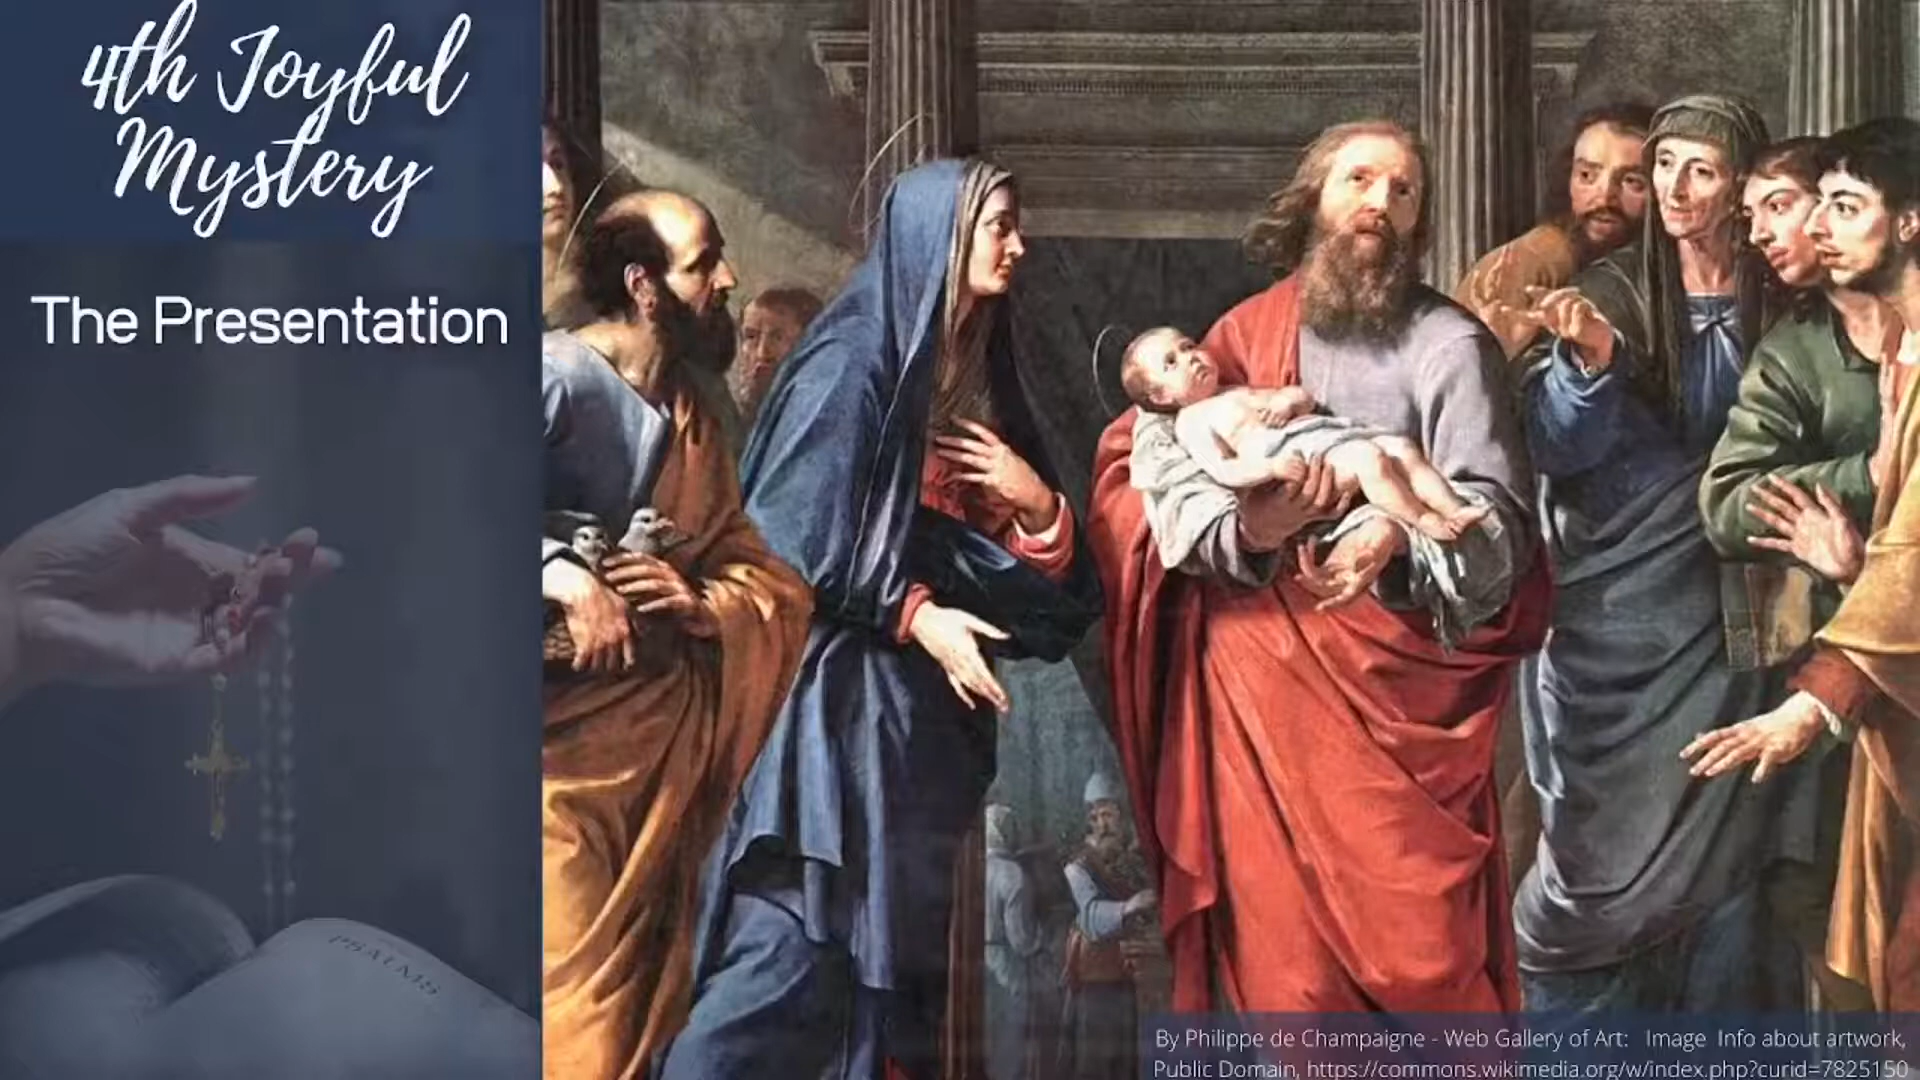 4th Joyful
Mystery
The Presentation
PSALMS
By Philippe de Champaigne - Web Gallery of Art: Image Info about artwork,
Public Domain, https://commons.wikimedia.org/w/index.php?curid=7825150